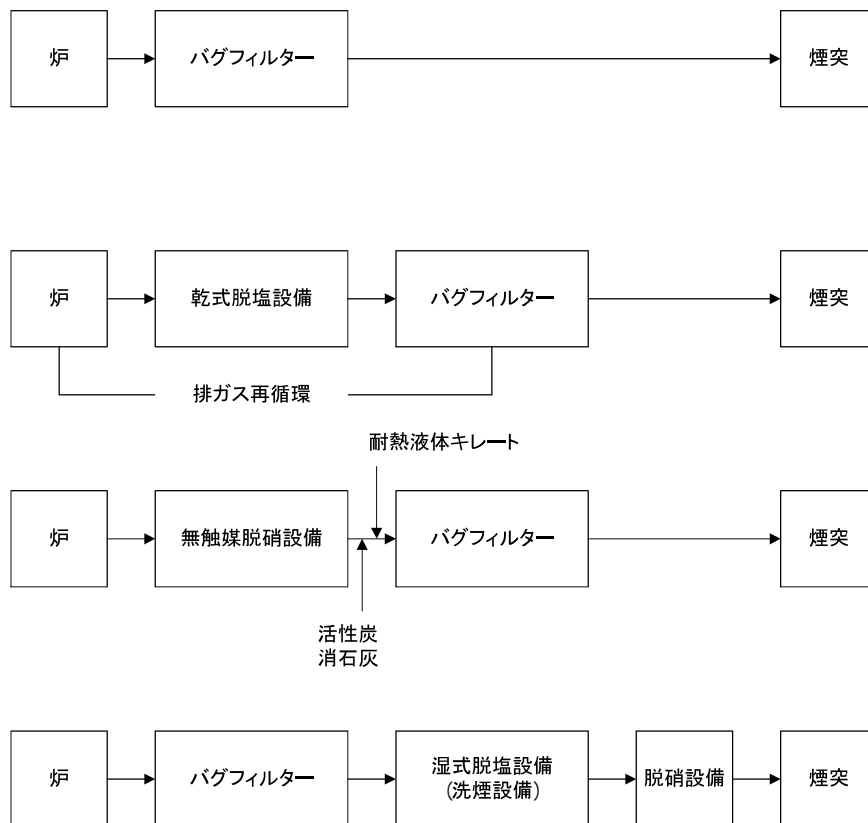 炉
バグフィルター
煙突
炉
乾式脱塩設備
バグフィルター
煙突
排ガス再循環
耐熱液体キレート
炉
無触媒脱硝設備
バグフィルター
煙突
活性炭
消石灰
炉
バグフィルター
湿式脱塩設備
(洗煙設備)
脱硝設備
煙突